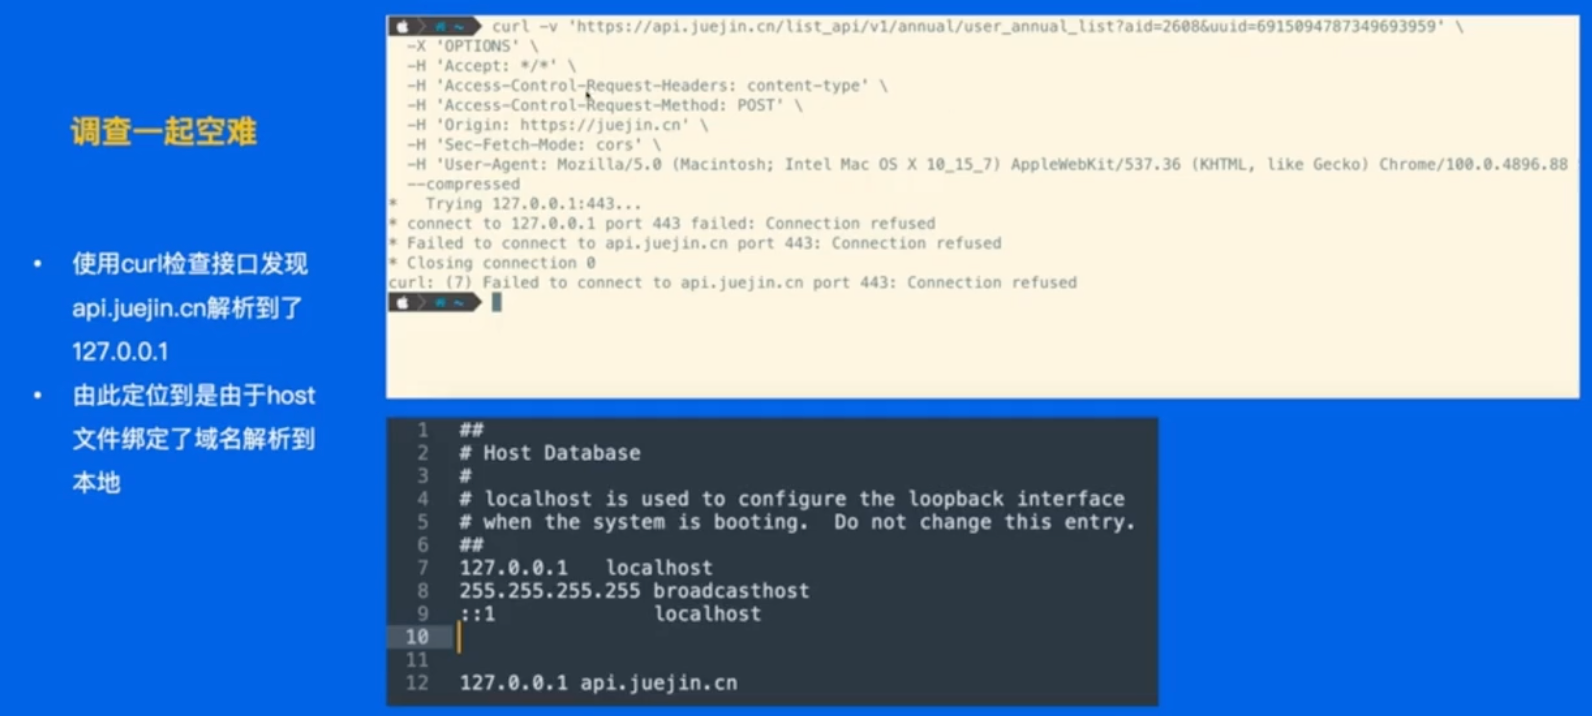 调查一起空难
使用curl检查接口发现
api.juejin.cn解析到了
127.0.0.1
由此定位到是由于host
文件绑定了域名解析到
本地
~ curl -v 'https://api.juejin.cn/list_api/v1/annual/user_annual_list?aid=2608&uuid=6915094787349693959' \
-X 'OPTIONS' \
-H 'Accept: */*' \
-H 'Access-Control-Request-Headers: content-type' \
-H 'Access-Control-Request-Method: POST' \
-H 'Origin: https://juejin.cn' \
-H 'Sec-Fetch-Mode: cors' \
-H 'User-Agent: Mozilla/5.0 (Macintosh; Intel Mac OS X 10_15_7) AppleWebKit/537.36 (KHTML, like Gecko) Chrome/100.0.4896.88
--compressed
*   Trying 127.0.0.1:443...
* connect to 127.0.0.1 port 443 failed: Connection refused
* Failed to connect to api.juejin.cn port 443: Connection refused
* Closing connection 0
curl: (7) Failed to connect to api.juejin.cn port 443: Connection refused
~
1 ##
2 # Host Database
3 #
4 # localhost is used to configure the loopback interface
5 # when the system is booting.  Do not change this entry.
6 ##
7 127.0.0.1   localhost
8 255.255.255.255 broadcasthost
9 ::1             localhost
10
11
12 127.0.0.1 api.juejin.cn